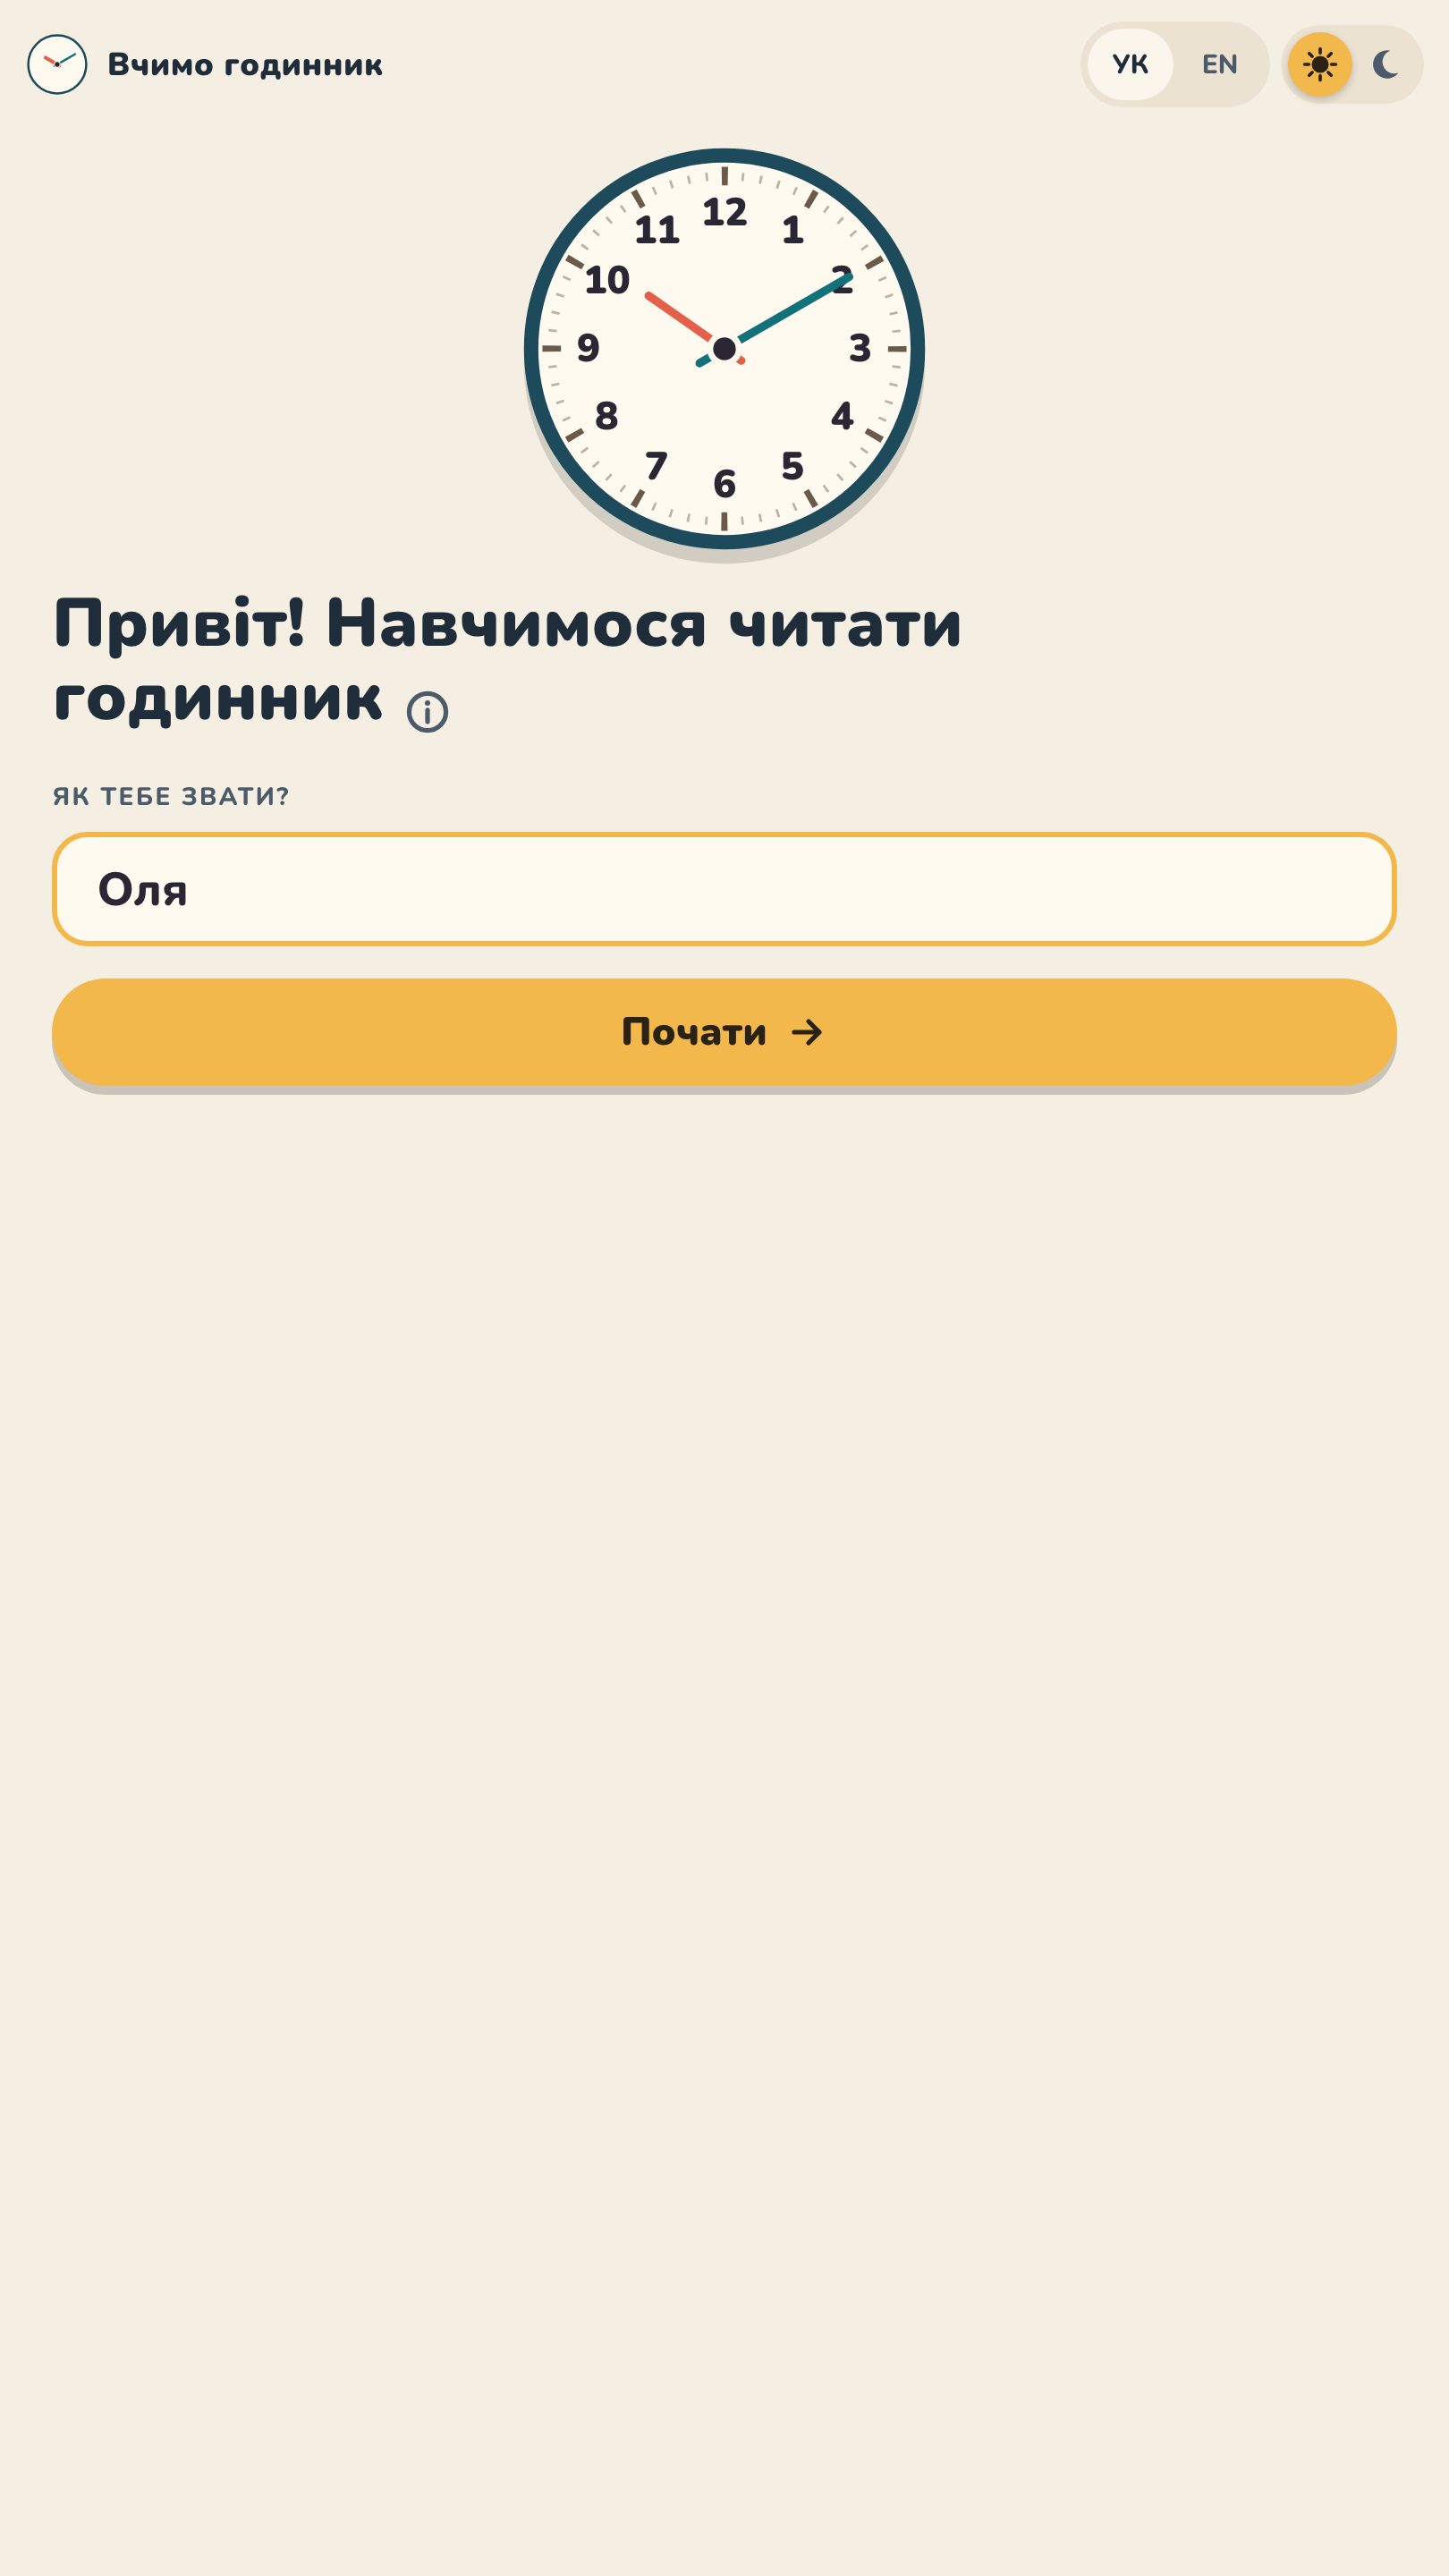 Вчимо годинник
УК EN
12
11 1
10 2
9 3
8 4
7 5
6
Привіт! Навчимося читати
годинник
ЯК ТЕБЕ ЗВАТИ?
Оля
Почати →